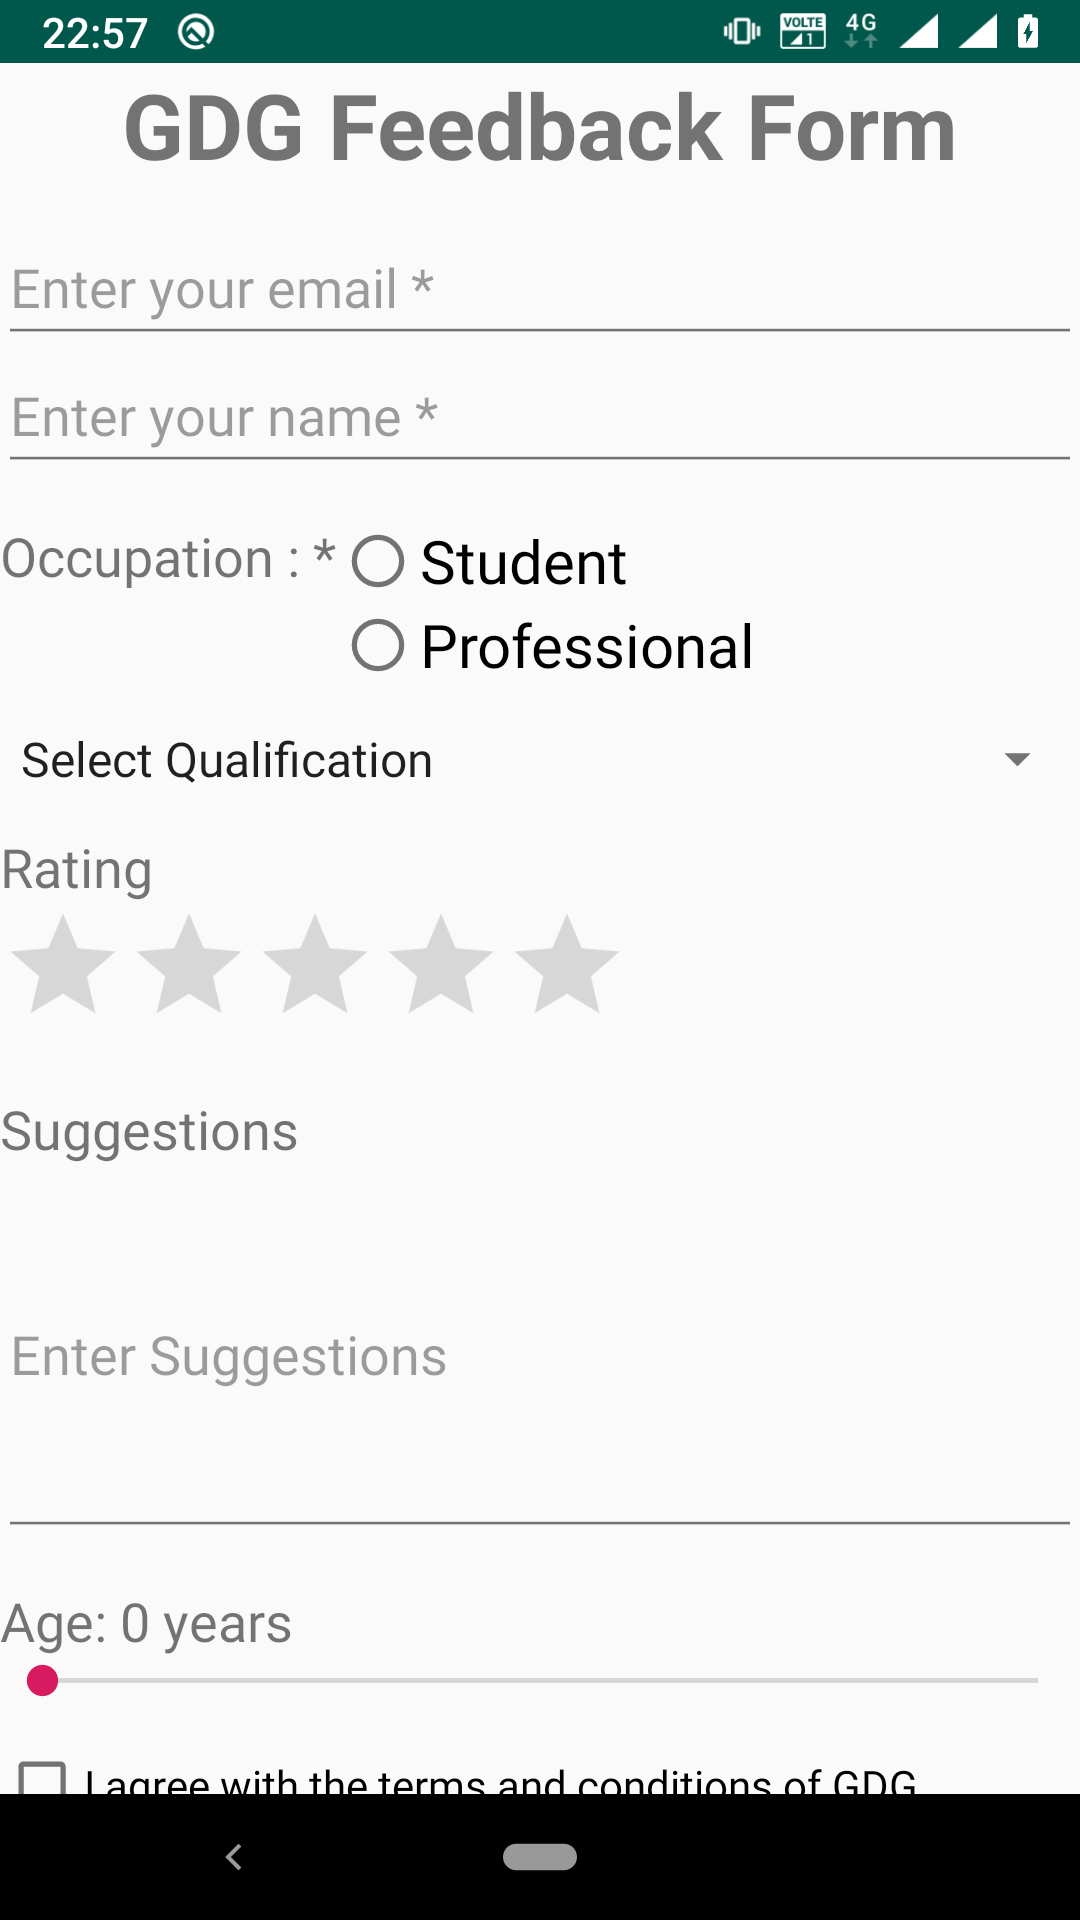 22:57
VOLTE 1 4G
GDG Feedback Form
Enter your email *
Enter your name *
Occupation : * Student
Professional
Select Qualification
Rating
Suggestions
Enter Suggestions
Age: 0 years
I agree with the terms and conditions of GDG